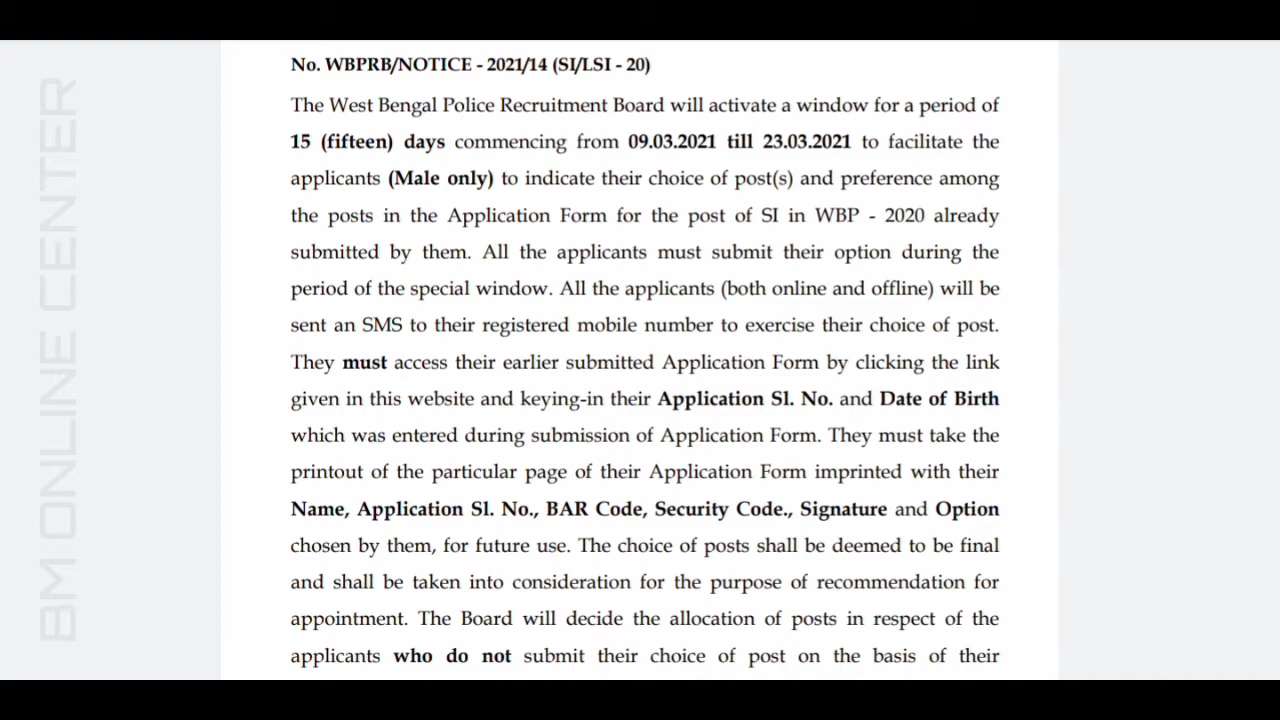 No. WBPRB/NOTICE - 2021/14 (SI/LSI - 20)
The West Bengal Police Recruitment Board will activate a window for a period of
15 (fifteen) days commencing from 09.03.2021 till 23.03.2021 to facilitate the
applicants (Male only) to indicate their choice of post(s) and preference among
the posts in the Application Form for the post of SI in WBP - 2020 already
submitted by them. All the applicants must submit their option during the
period of the special window. All the applicants (both online and offline) will be
sent an SMS to their registered mobile number to exercise their choice of post.
They must access their earlier submitted Application Form by clicking the link
given in this website and keying-in their Application Sl. No. and Date of Birth
which was entered during submission of Application Form. They must take the
printout of the particular page of their Application Form imprinted with their
Name, Application Sl. No., BAR Code, Security Code., Signature and Option
chosen by them, for future use. The choice of posts shall be deemed to be final
and shall be taken into consideration for the purpose of recommendation for
appointment. The Board will decide the allocation of posts in respect of the
applicants who do not submit their choice of post on the basis of their
BM ONLINE CENTER